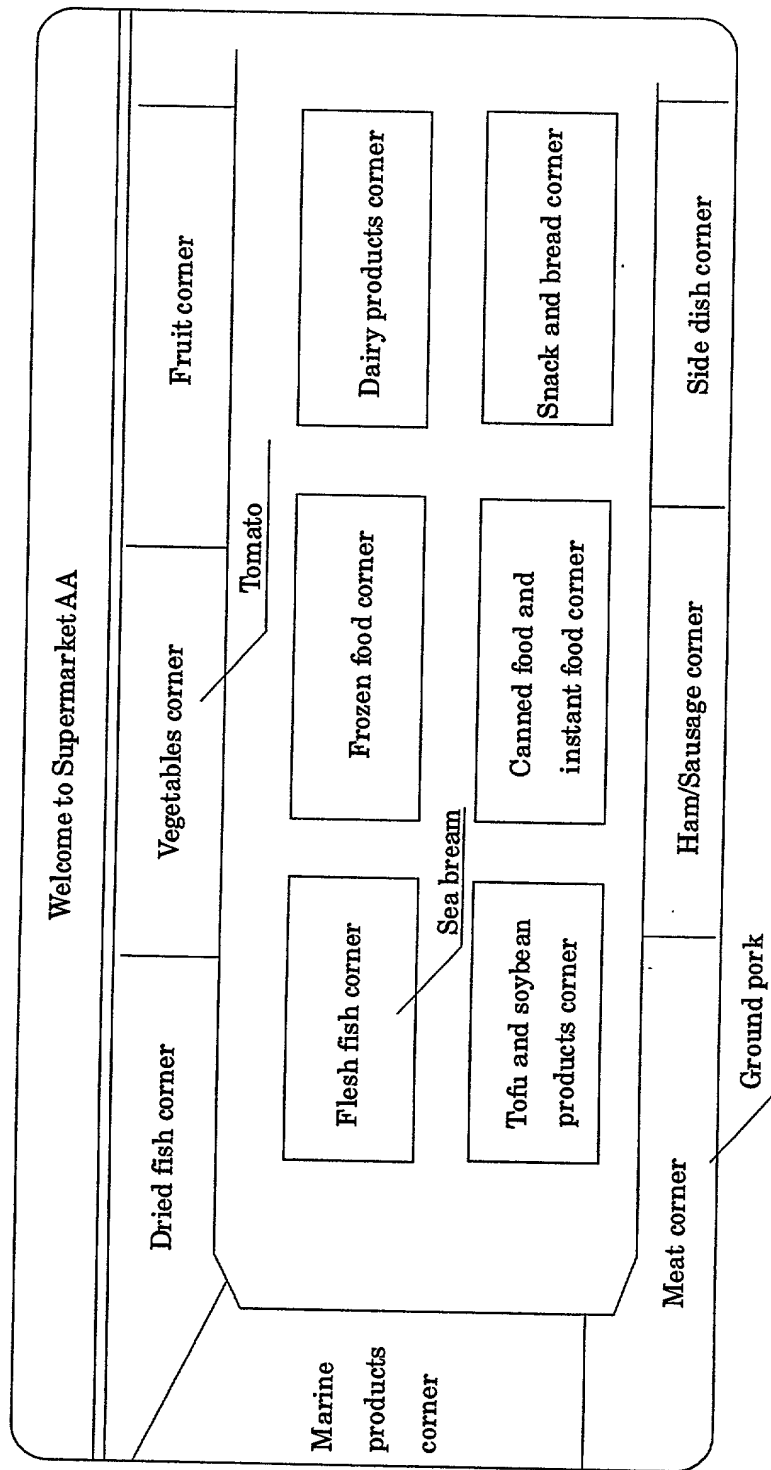 Welcome to Supermarket AA
Dried fish corner
Vegetables corner
Fruit corner
Tomato
Marine
products
corner
Flesh fish corner
Frozen food corner
Dairy products corner
Sea bream
Tofu and soybean
products corner
Canned food and
instant food corner
Snack and bread corner
Meat corner
Ham/Sausage corner
Side dish corner
Ground pork